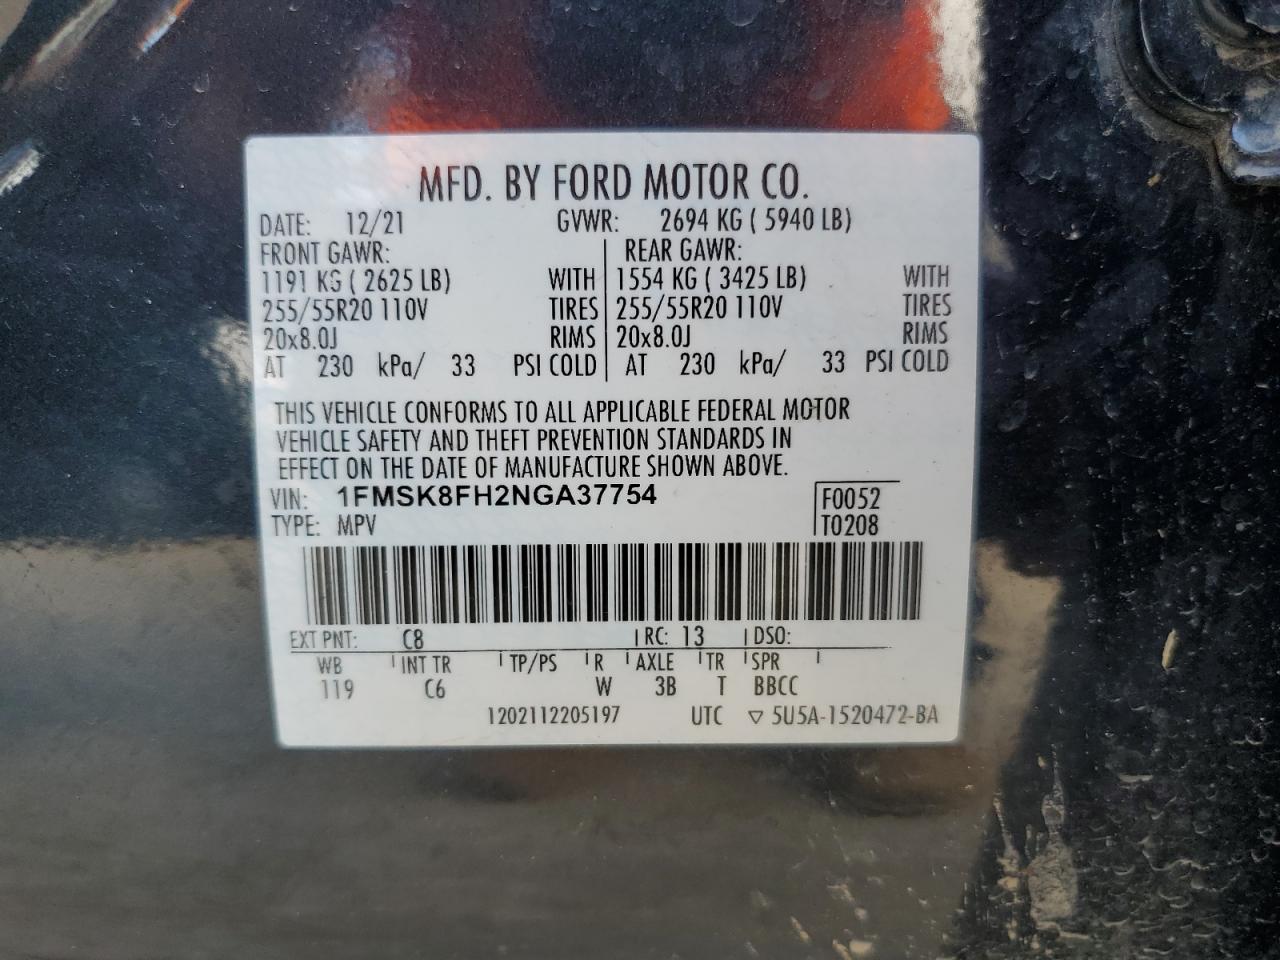 MFD. BY FORD MOTOR CO.
DATE: 12/21 GVWR: 2694 KG ( 5940 LB)
FRONT GAWR: REAR GAWR:
1191 KG ( 2625 LB) WITH 1554 KG ( 3425 LB) WITH
255/55R20 110V TIRES 255/55R20 110V TIRES
20x8.0J RIMS 20x8.0J RIMS
AT 230 kPa/ 33 PSI COLD AT 230 kPa/ 33 PSI COLD
THIS VEHICLE CONFORMS TO ALL APPLICABLE FEDERAL MOTOR
VEHICLE SAFETY AND THEFT PREVENTION STANDARDS IN
EFFECT ON THE DATE OF MANUFACTURE SHOWN ABOVE.
VIN: 1FMSK8FH2NGA37754 F0052
TYPE: MPV T0208
EXT PNT: C8 RC: 13 DSO:
WB INT TR TP/PS R AXLE TR SPR
119 C6 W 3B T BBCC
1202112205197 UTC ▽ 5U5A-1520472-BA